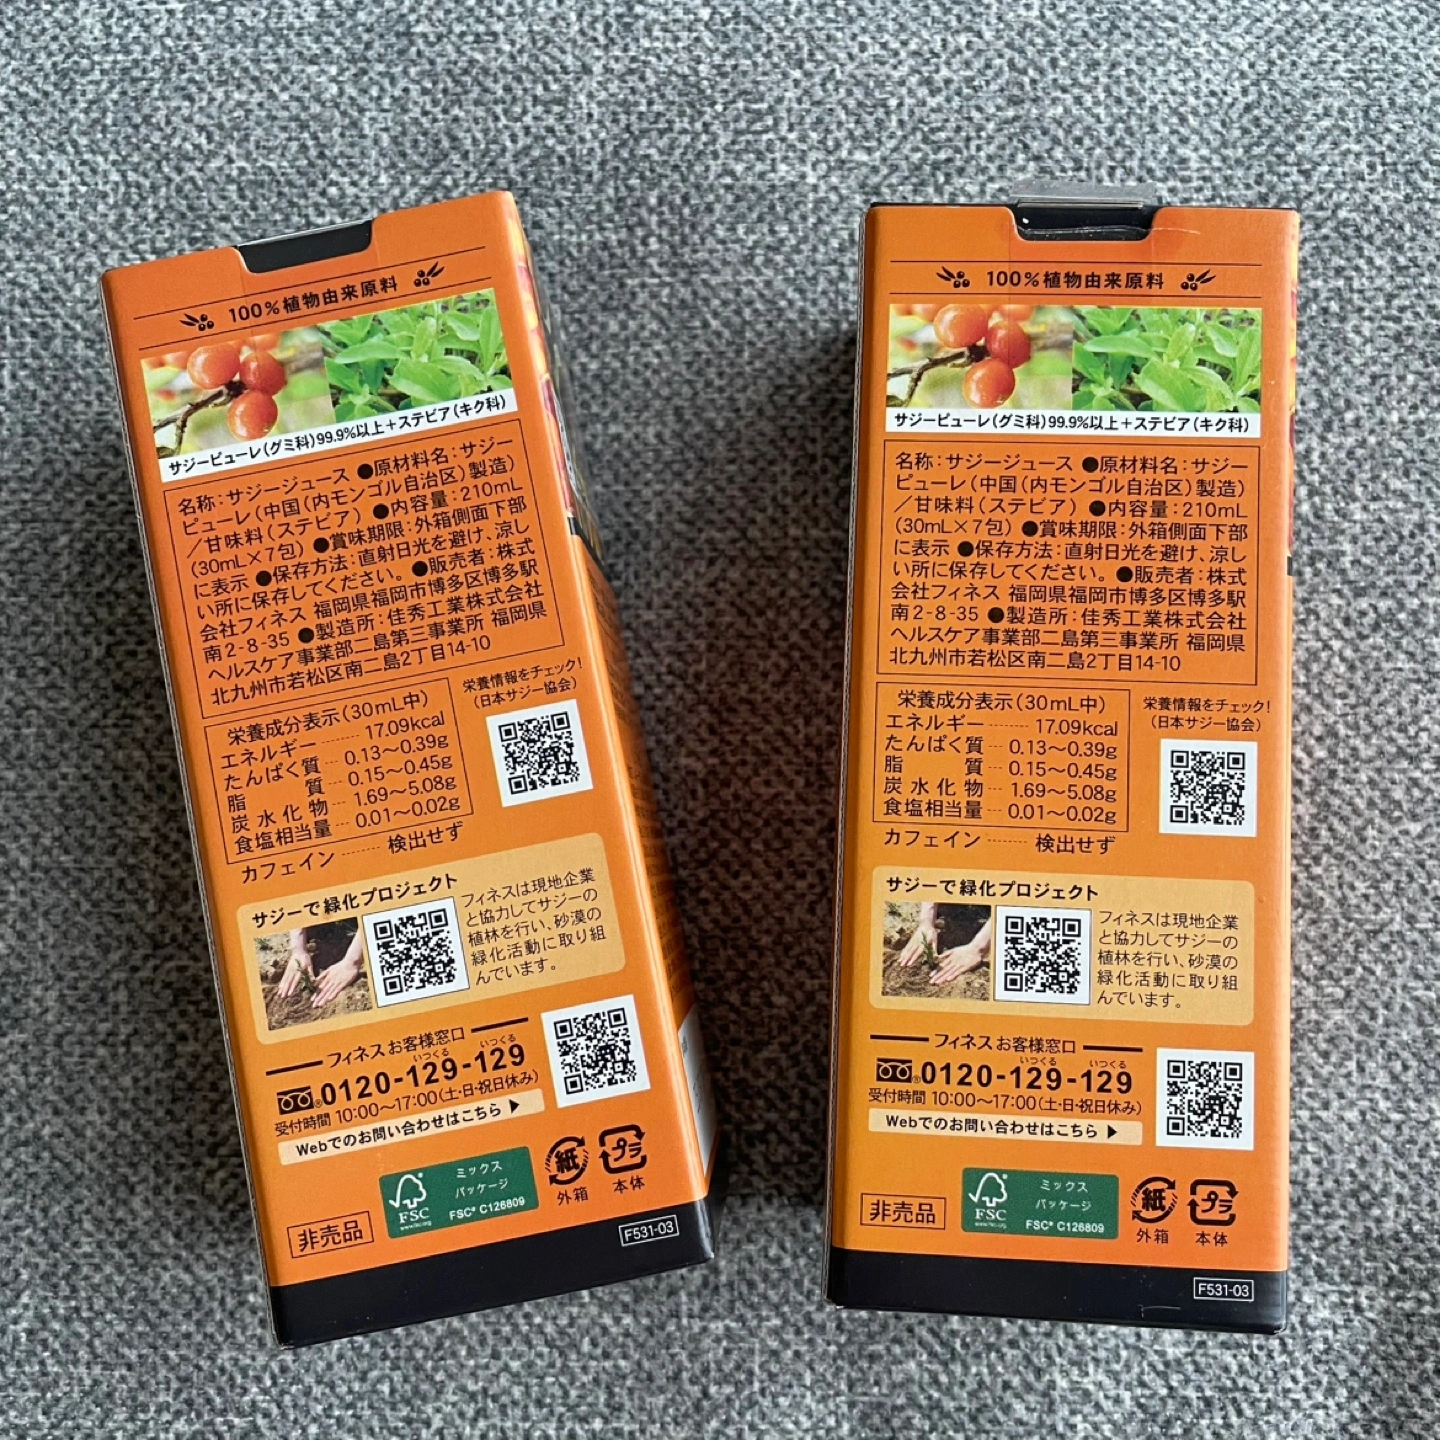 100%植物由来原料
サジーピューレ(グミ科)99.9%以上+ステビア(キク科)
名称:サジージュース ●原材料名:サジー
ピューレ(中国(内モンゴル自治区)製造)
/甘味料(ステビア) ●内容量:210mL
(30mL×7包) ●賞味期限:外箱側面下部
に表示 ●保存方法:直射日光を避け、涼し
い所に保存してください。 ●販売者:株式
会社フィネス 福岡県福岡市博多区博多駅
南2-8-35 ●製造所:佳秀工業株式会社
ヘルスケア事業部二島第三事業所 福岡県
北九州市若松区南二島2丁目14-10
栄養成分表示(30mL中)
エネルギー……17.09kcal
たんぱく質…0.13〜0.39g
脂質…0.15〜0.45g
炭水化物…1.69〜5.08g
食塩相当量…0.01〜0.02g
カフェイン………検出せず
栄養情報をチェック!
(日本サジー協会)
サジーで緑化プロジェクト
フィネスは現地企業
と協力してサジーの
植林を行い、砂漠の
緑化活動に取り組
んでいます。
フィネスお客様窓口
いつくる いつくる
0120-129-129
受付時間 10:00〜17:00(土・日・祝日休み)
Webでのお問い合わせはこちら ▶
非売品
FSC
www.fsc.org
ミックス
パッケージ
FSC® C126809
紙
外箱
プラ
本体
F531-03
100%植物由来原料
サジーピューレ(グミ科)99.9%以上+ステビア(キク科)
名称:サジージュース ●原材料名:サジー
ピューレ(中国(内モンゴル自治区)製造)
/甘味料(ステビア) ●内容量:210mL
(30mL×7包) ●賞味期限:外箱側面下部
に表示 ●保存方法:直射日光を避け、涼し
い所に保存してください。 ●販売者:株式
会社フィネス 福岡県福岡市博多区博多駅
南2-8-35 ●製造所:佳秀工業株式会社
ヘルスケア事業部二島第三事業所 福岡県
北九州市若松区南二島2丁目14-10
栄養成分表示(30mL中)
エネルギー……17.09kcal
たんぱく質…0.13〜0.39g
脂質…0.15〜0.45g
炭水化物…1.69〜5.08g
食塩相当量…0.01〜0.02g
カフェイン………検出せず
栄養情報をチェック!
(日本サジー協会)
サジーで緑化プロジェクト
フィネスは現地企業
と協力してサジーの
植林を行い、砂漠の
緑化活動に取り組
んでいます。
フィネスお客様窓口
いつくる いつくる
0120-129-129
受付時間 10:00〜17:00(土・日・祝日休み)
Webでのお問い合わせはこちら ▶
非売品
FSC
www.fsc.org
ミックス
パッケージ
FSC® C126809
紙
外箱
プラ
本体
F531-03